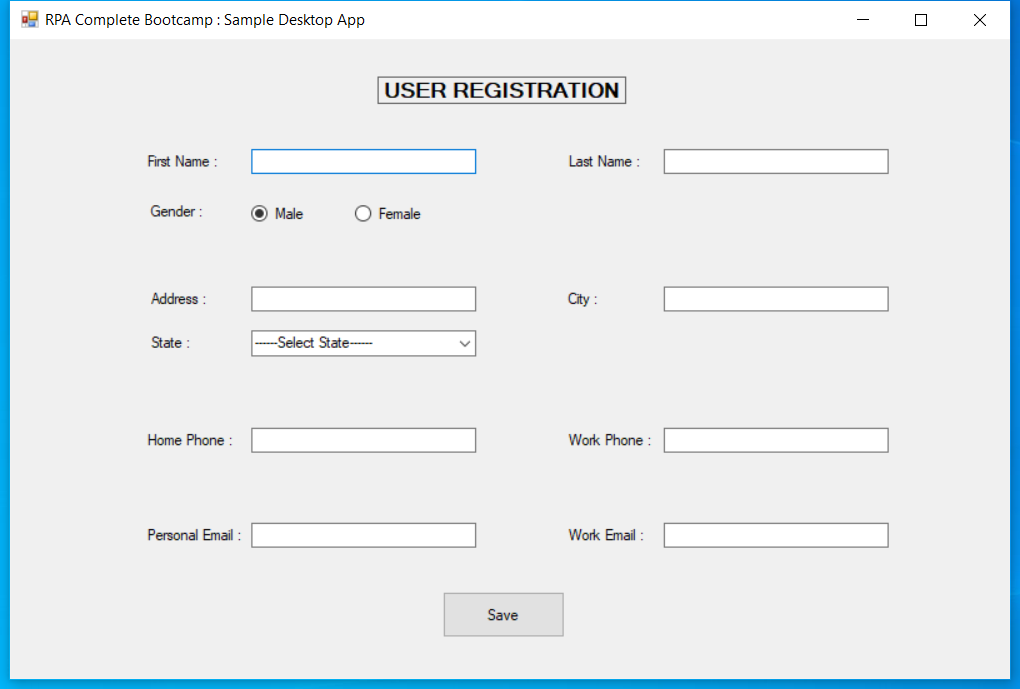 RPA Complete Bootcamp : Sample Desktop App
USER REGISTRATION
First Name :
Last Name :
Gender :
Male
Female
Address :
City :
State :
------Select State------
Home Phone :
Work Phone :
Personal Email :
Work Email :
Save